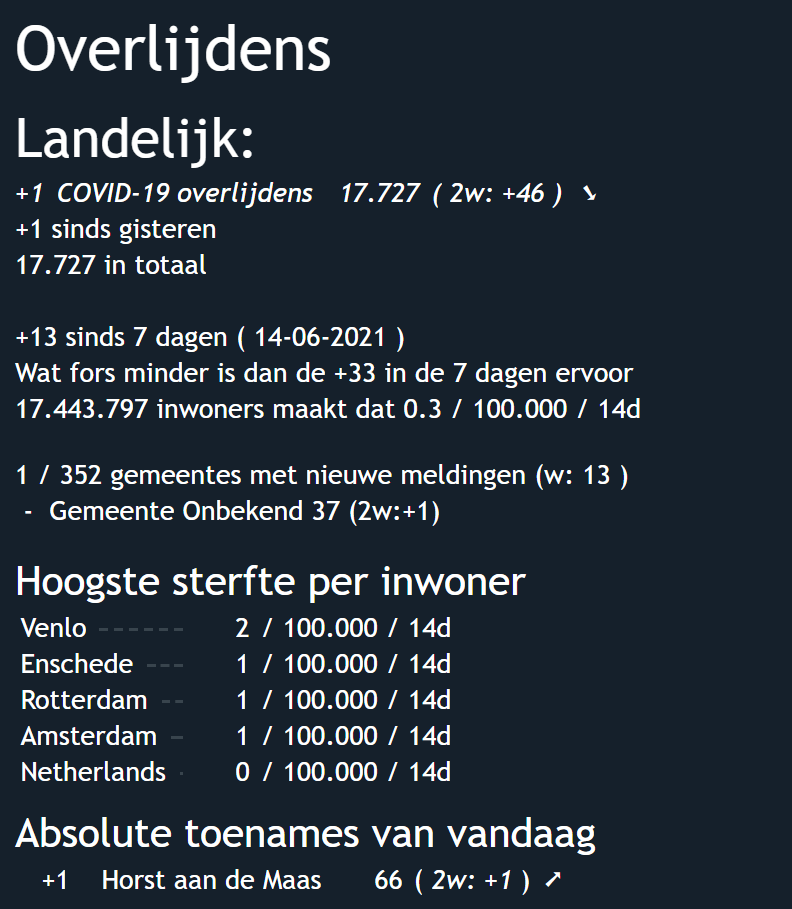 Overlijdens
Landelijk:
+1 COVID-19 overlijdens 17.727 ( 2w: +46 ) ↘
+1 sinds gisteren
17.727 in totaal
+13 sinds 7 dagen ( 14-06-2021 )
Wat fors minder is dan de +33 in de 7 dagen ervoor
17.443.797 inwoners maakt dat 0.3 / 100.000 / 14d
1 / 352 gemeentes met nieuwe meldingen (w: 13 )
- Gemeente Onbekend 37 (2w:+1)
Hoogste sterfte per inwoner
Venlo ------ 2 / 100.000 / 14d
Enschede --- 1 / 100.000 / 14d
Rotterdam -- 1 / 100.000 / 14d
Amsterdam - 1 / 100.000 / 14d
Netherlands · 0 / 100.000 / 14d
Absolute toenames van vandaag
+1 Horst aan de Maas 66 ( 2w: +1 ) ↗